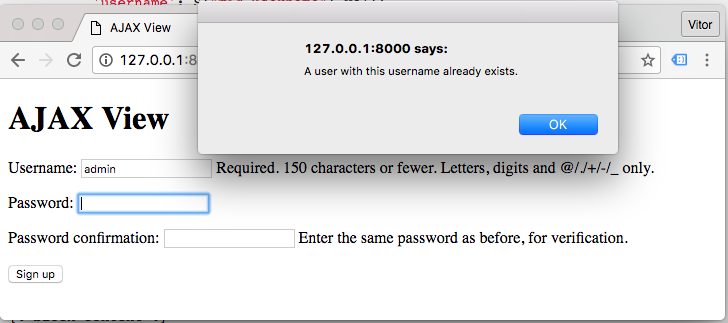 AJAX View
Vitor
127.0.0.1:8
127.0.0.1:8000 says:
A user with this username already exists.
OK
AJAX View
Username: admin Required. 150 characters or fewer. Letters, digits and @/./+/-/_ only.
Password:
Password confirmation: Enter the same password as before, for verification.
Sign up